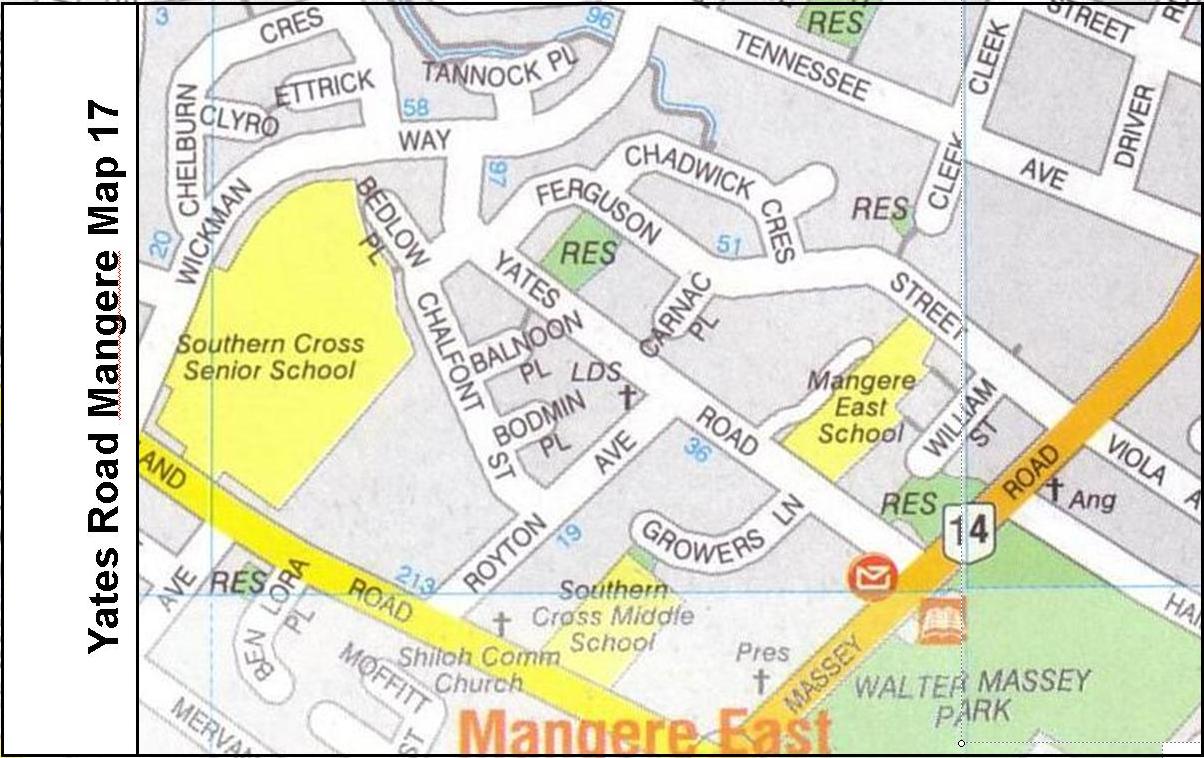 Yates Road Mangere Map 17
3
CRES
96
RES
STREET
TENNESSEE
CLEEK
TANNOCK PL
ETTRICK
58
CLYRO
CHELBURN
WAY
DRIVER
AVE
97
CHADWICK
CRES
CLEEK
FERGUSON
RES
BEDLOW
PL
WICKMAN
20
51
RES
YATES
STREET
CARNAC
PL
CHALFONT
ST
BALNOON
PL
LDS
Southern Cross
Senior School
BODMIN
PL
Mangere
East
School
WILLIAM
ST
ROAD
36
AVE
ROAD
VIOLA
AND
RES
Ang
14
LN
GROWERS
ROYTON
19
213
ROAD
RES
AVE
BEN LORA
PL
Southern
Cross Middle
School
Shiloh Comm
Church
MOFFITT
ST
Pres
MASSEY
WALTER MASSEY
PARK
Mangere East